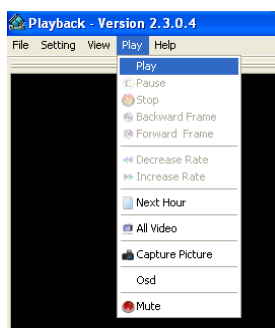 Playback - Version 2.3.0.4
File Setting View Play Help
Play
Pause
Stop
Backward Frame
Forward Frame
Decrease Rate
Increase Rate
Next Hour
All Video
Capture Picture
Osd
Mute